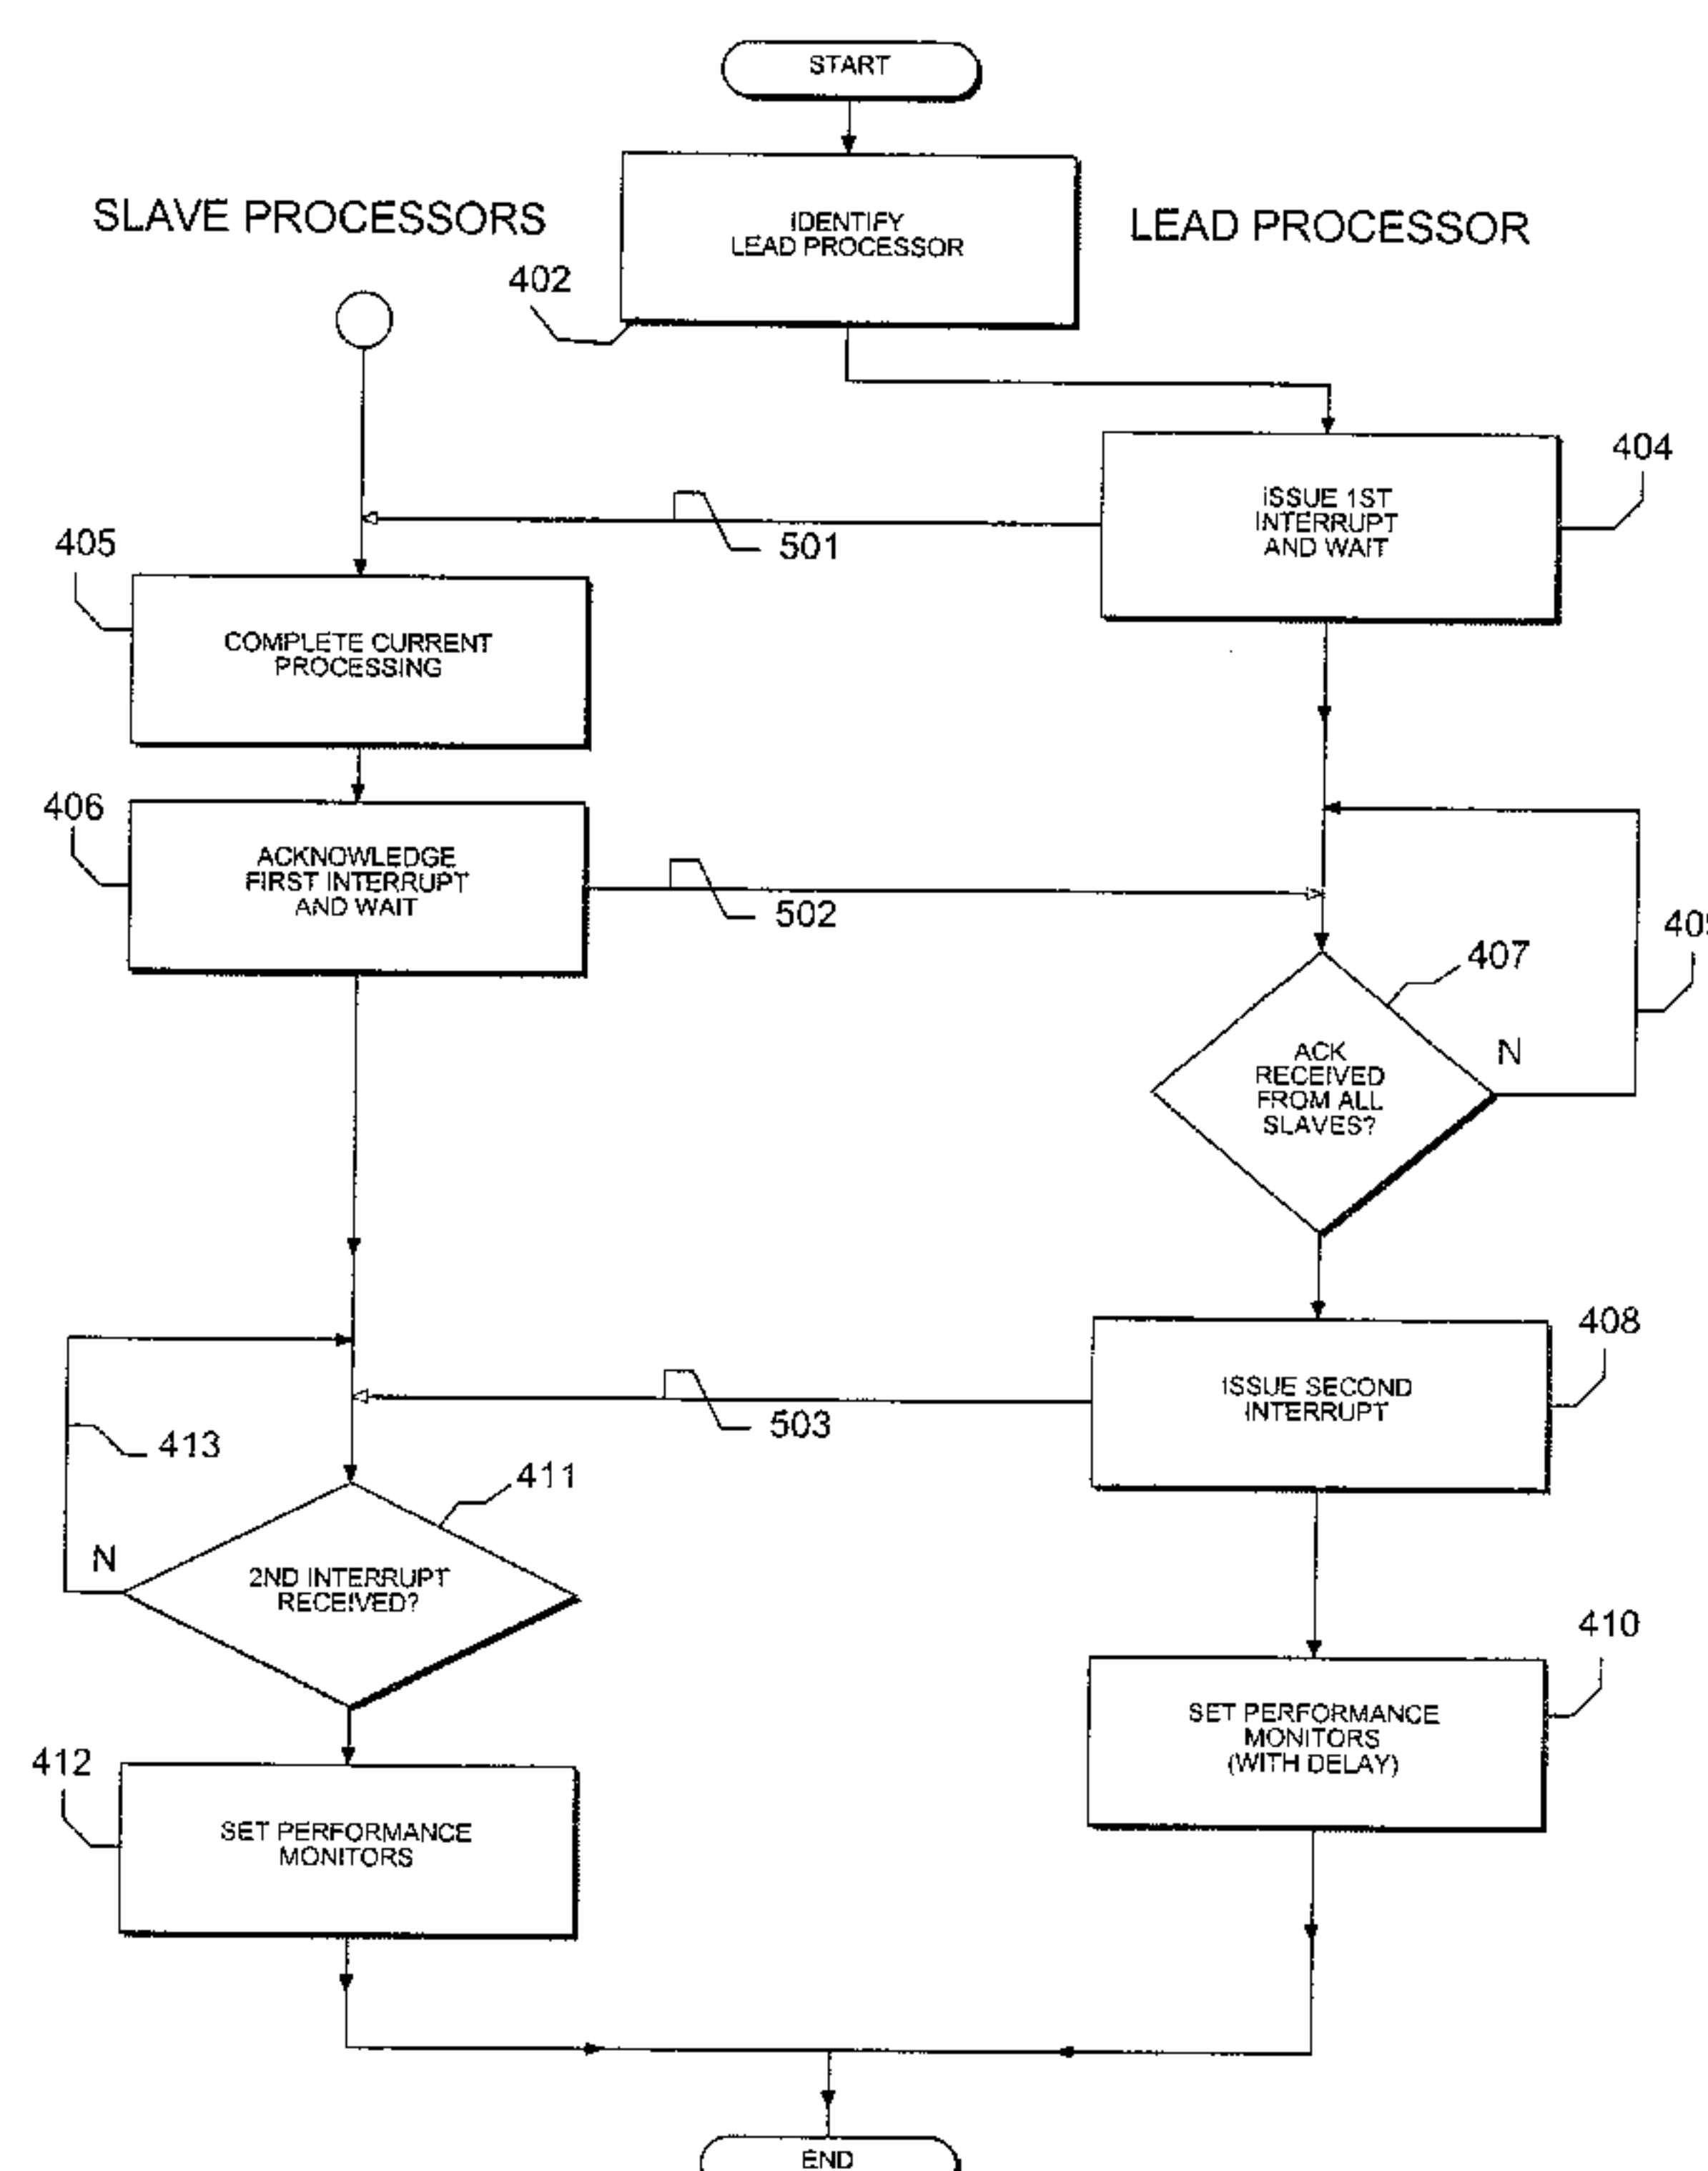 START
SLAVE PROCESSORS
IDENTIFY
LEAD PROCESSOR
LEAD PROCESSOR
402
404
ISSUE 1ST
INTERRUPT
AND WAIT
501
405
COMPLETE CURRENT
PROCESSING
406
ACKNOWLEDGE
FIRST INTERRUPT
AND WAIT
502
407
ACK
RECEIVED
FROM ALL
SLAVES?
N
408
ISSUE SECOND
INTERRUPT
503
413
411
N
2ND INTERRUPT
RECEIVED?
410
SET PERFORMANCE
MONITORS
(WITH DELAY)
412
SET PERFORMANCE
MONITORS
END